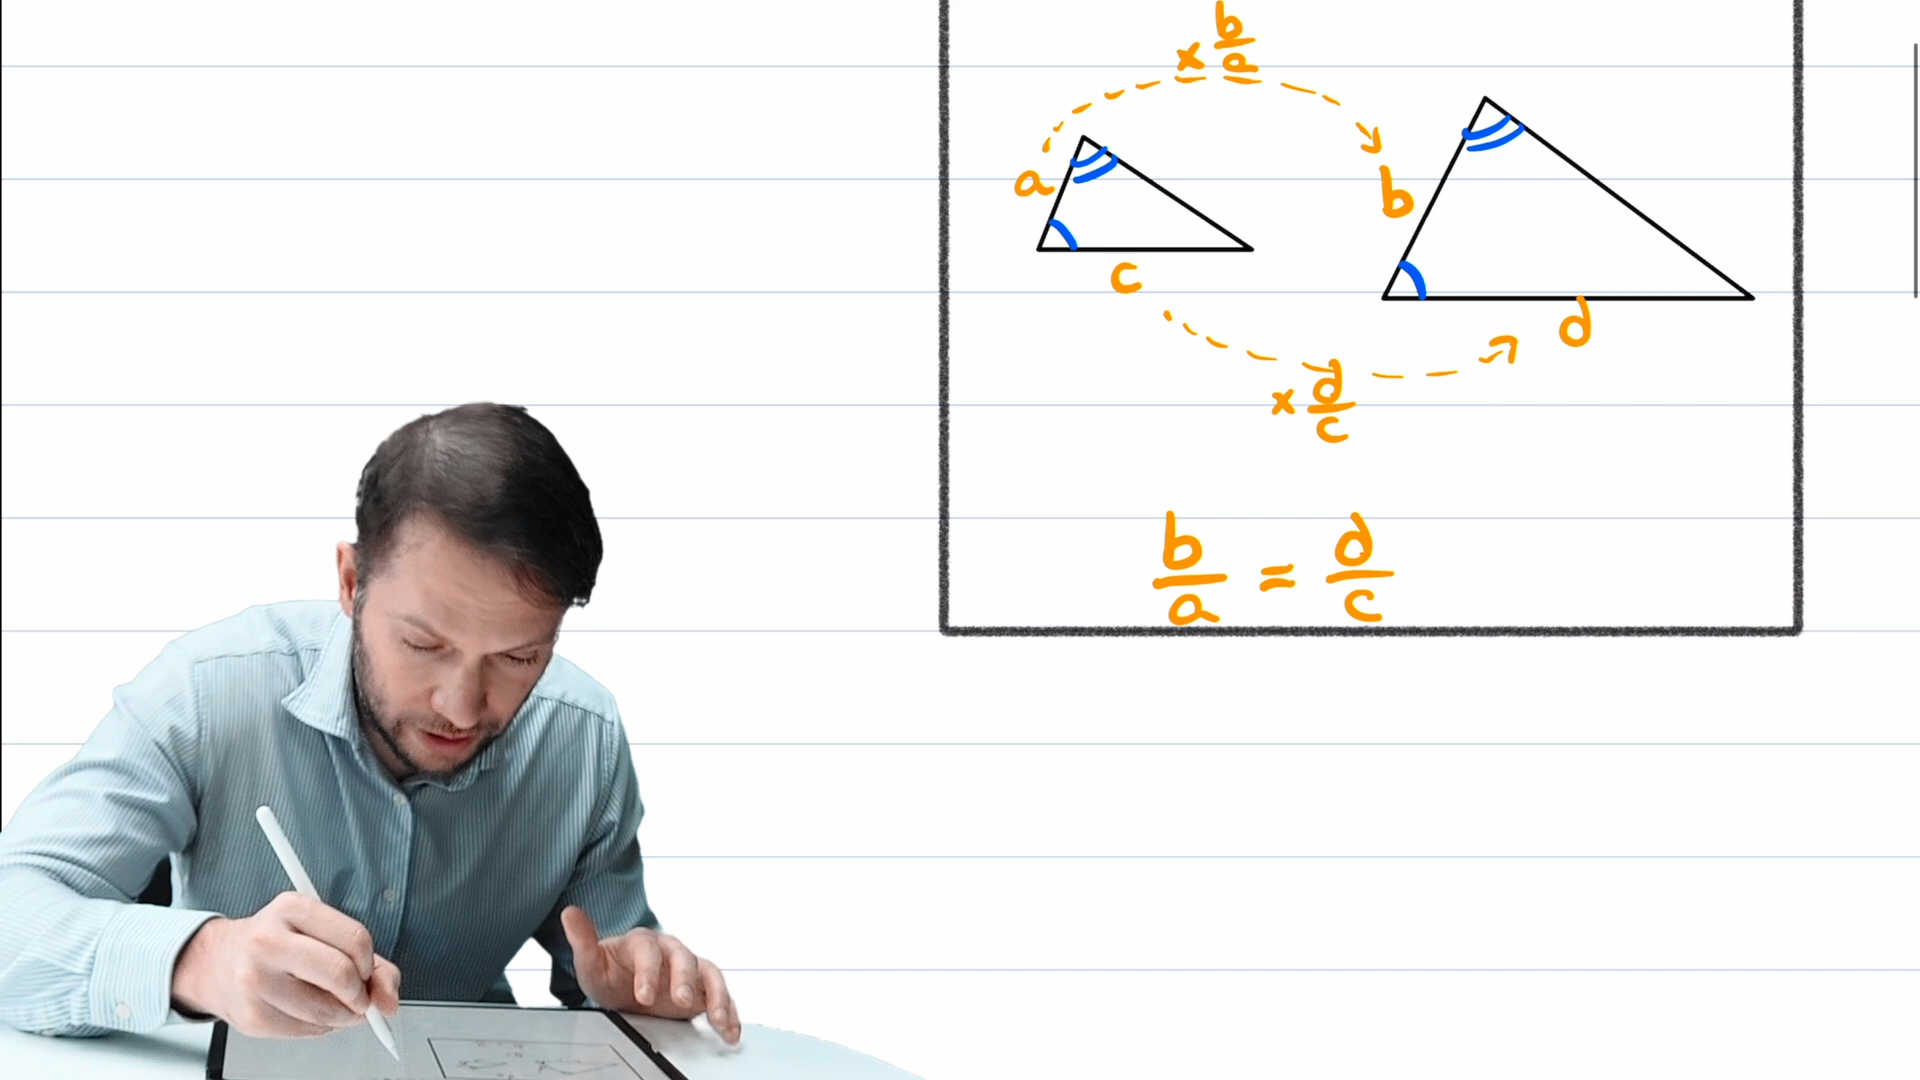 × b/a
a
b
c
d
× d/c
b/a = d/c